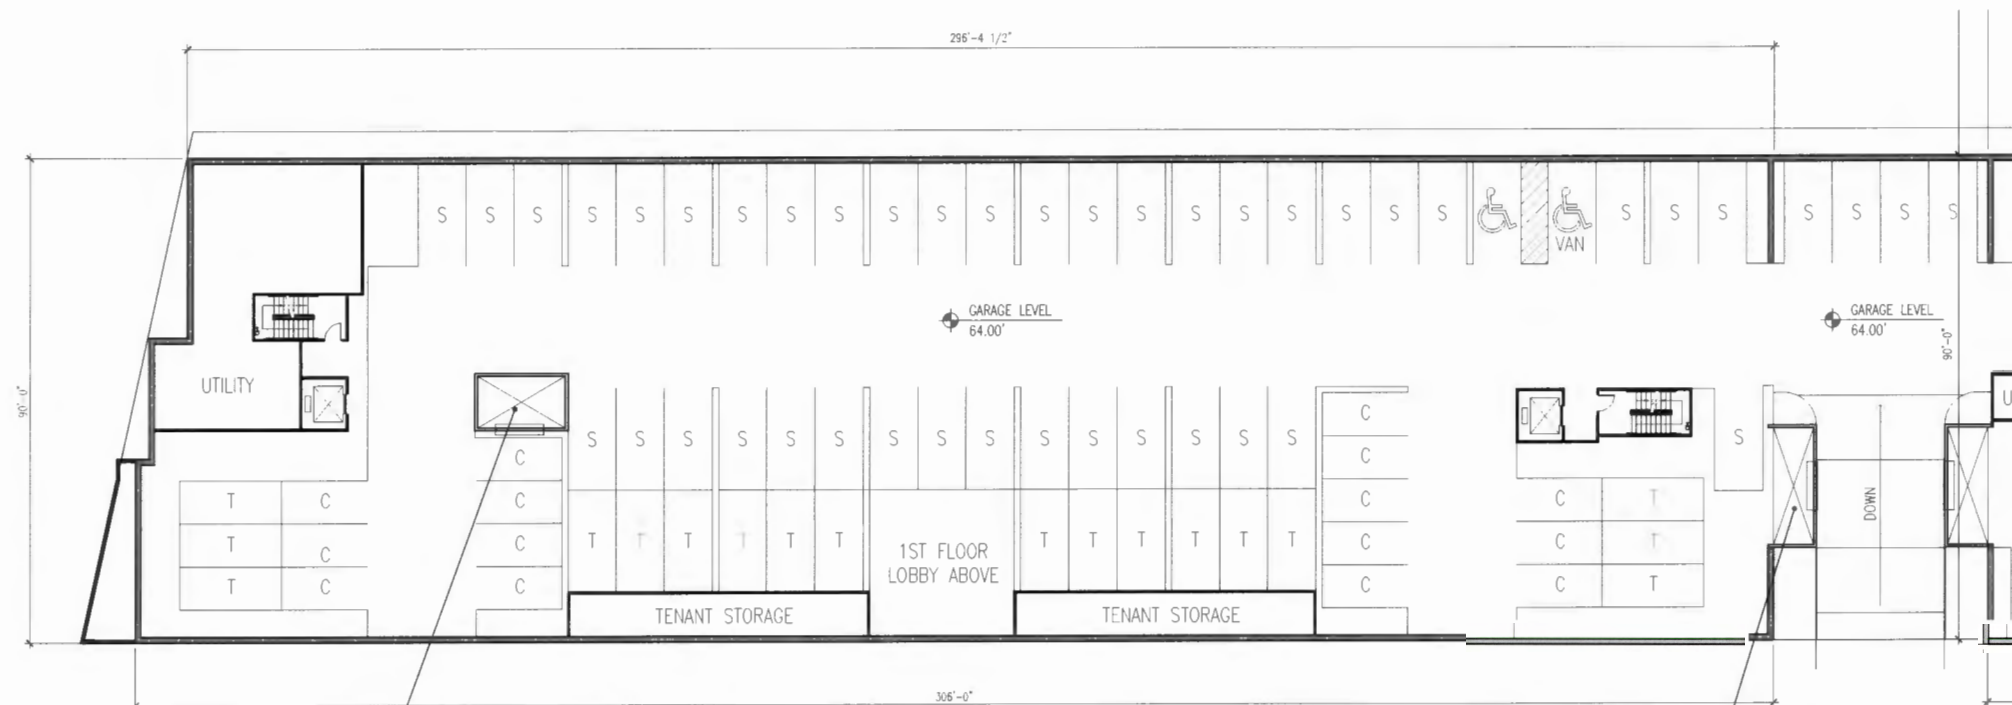 296'-4 1/2"
S S S S S S S S S S S S S S S S S S S S S S S S S S S S
VAN
GARAGE LEVEL GARAGE LEVEL
64.00' 64.00'
90'-0"
UTILITY U
90'-0"
C
S S S S S S S S S S S S S S S S
C C
T C C C C T
DOWN
T C C T T T T T T 1ST FLOOR T T T T T T C C T
LOBBY ABOVE
T C C C C T
TENANT STORAGE TENANT STORAGE
306'-0"